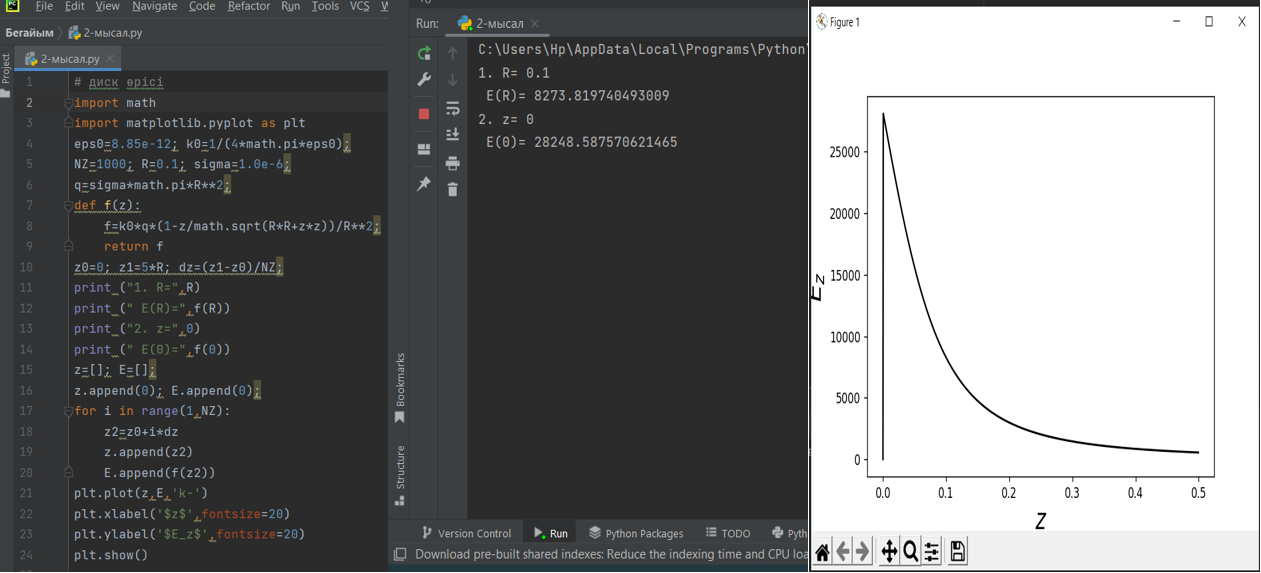 File Edit View Navigate Code Refactor Run Tools VCS
Бегайым 2-мысал.py
2-мысал.py
Project
1 # диск өрісі
2 import math
3 import matplotlib.pyplot as plt
4 eps0=8.85e-12; k0=1/(4*math.pi*eps0);
5 NZ=1000; R=0.1; sigma=1.0e-6;
6 q=sigma*math.pi*R**2;
7 def f(z):
8 f=k0*q*(1-z/math.sqrt(R*R+z*z))/R**2;
9 return f
10 z0=0; z1=5*R; dz=(z1-z0)/NZ;
11 print ("1. R=",R)
12 print (" E(R)=",f(R))
13 print ("2. z=",0)
14 print (" E(0)=",f(0))
15 z=[]; E=[];
16 z.append(0); E.append(0);
17 for i in range(1,NZ):
18 z2=z0+i*dz
19 z.append(z2)
20 E.append(f(z2))
21 plt.plot(z,E,'k-')
22 plt.xlabel('$z$',fontsize=20)
23 plt.ylabel('$E_z$',fontsize=20)
24 plt.show()
Run: 2-мысал
C:\Users\Hp\AppData\Local\Programs\Python\
1. R= 0.1
E(R)= 8273.819740493009
2. z= 0
E(0)= 28248.587570621465
Bookmarks
Structure
Version Control Run Python Packages TODO Pyth
Download pre-built shared indexes: Reduce the indexing time and CPU loa
Figure 1
25000
20000
15000
10000
5000
0
E_z
0.0 0.1 0.2 0.3 0.4 0.5
z